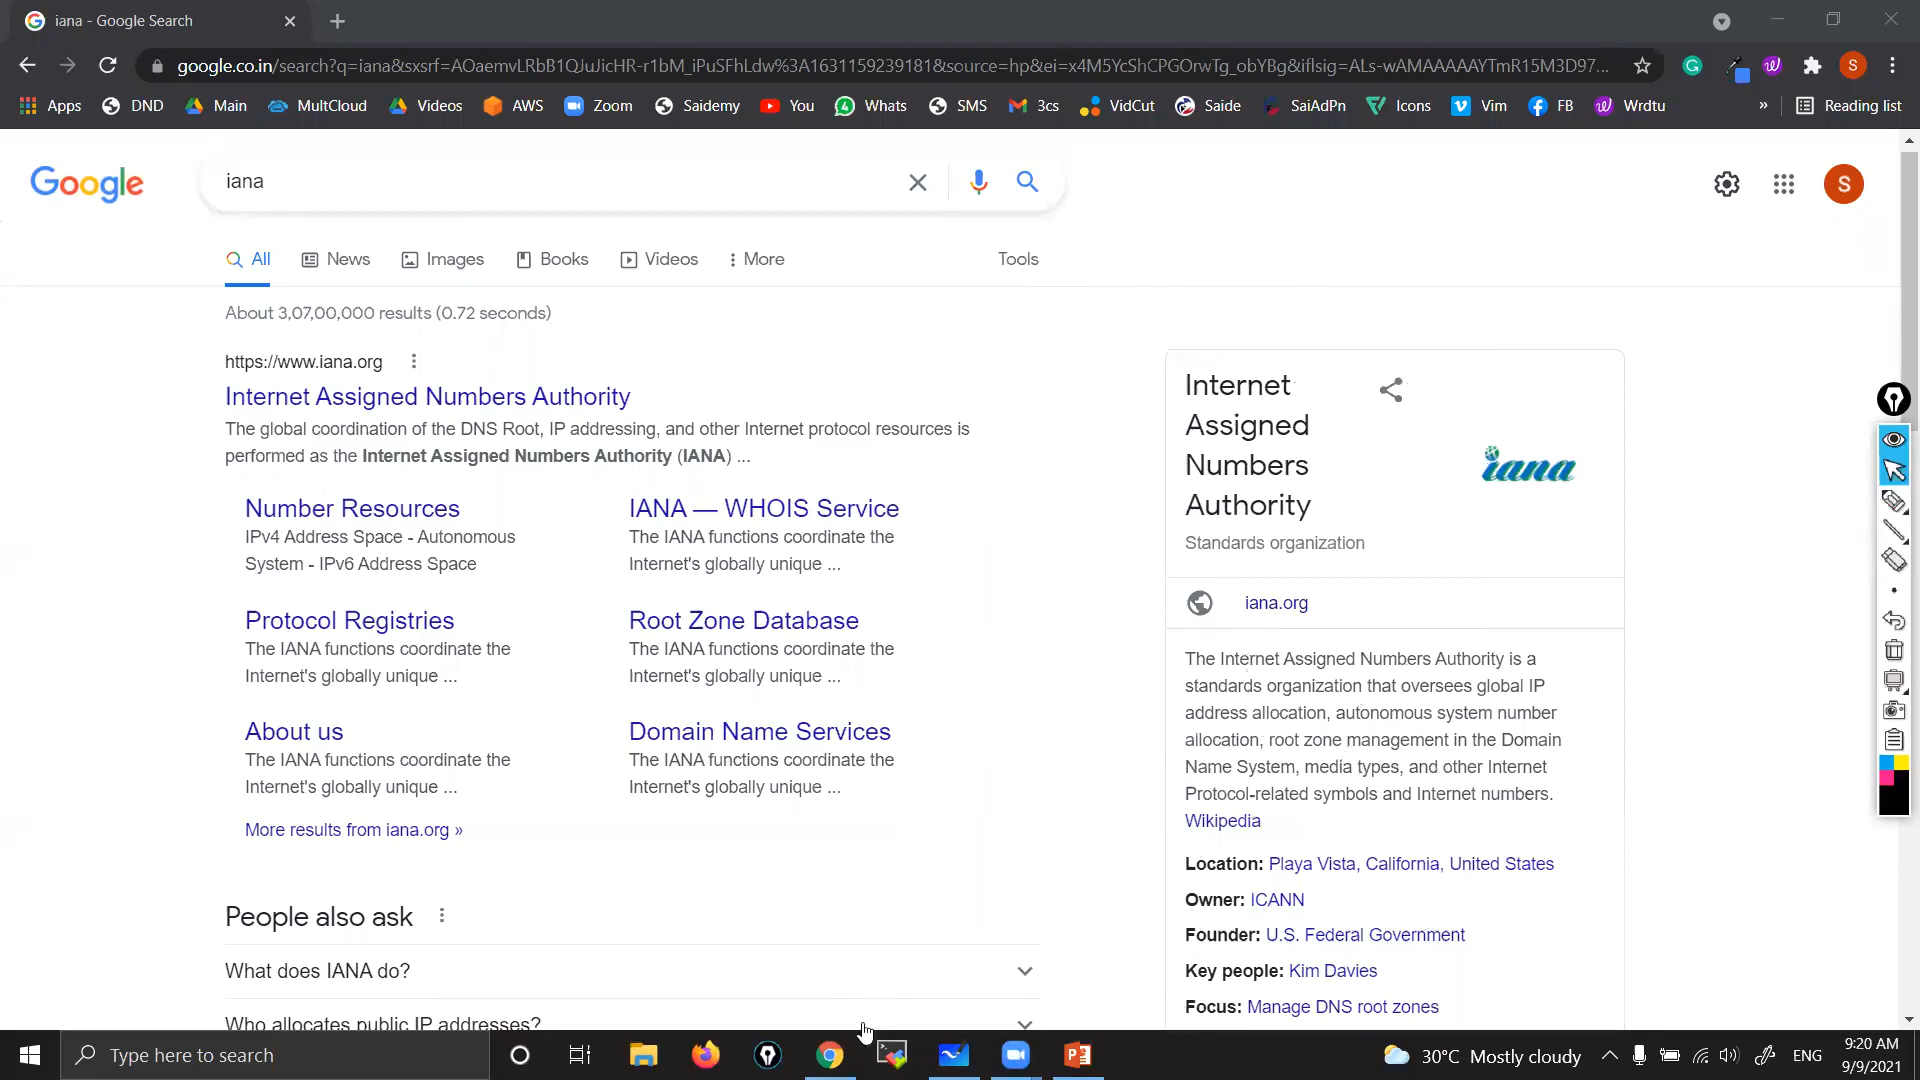 iana - Google Search
google.co.in/search?q=iana&sxsrf=AOaemvLRbB1QJuJicHR-r1bM_iPuSFhLdw%3A1631159239181&source=hp&ei=x4M5YcShCPGOrwTg_obYBg&iflsig=ALs-wAMAAAAAYTmR15M3D97...
S
Apps DND Main MultCloud Videos AWS Zoom Saidemy You Whats SMS 3cs VidCut Saide SaiAdPn Icons Vim FB Wrdtu » Reading list
Google
iana
S
All News Images Books Videos More Tools
About 3,07,00,000 results (0.72 seconds)
https://www.iana.org
Internet Assigned Numbers Authority
The global coordination of the DNS Root, IP addressing, and other Internet protocol resources is
performed as the Internet Assigned Numbers Authority (IANA) ...
Number Resources
IPv4 Address Space - Autonomous
System - IPv6 Address Space
IANA — WHOIS Service
The IANA functions coordinate the
Internet's globally unique ...
Protocol Registries
The IANA functions coordinate the
Internet's globally unique ...
Root Zone Database
The IANA functions coordinate the
Internet's globally unique ...
About us
The IANA functions coordinate the
Internet's globally unique ...
Domain Name Services
The IANA functions coordinate the
Internet's globally unique ...
More results from iana.org »
People also ask
What does IANA do?
Who allocates public IP addresses?
Internet
Assigned
Numbers
Authority
iana
Standards organization
iana.org
The Internet Assigned Numbers Authority is a
standards organization that oversees global IP
address allocation, autonomous system number
allocation, root zone management in the Domain
Name System, media types, and other Internet
Protocol-related symbols and Internet numbers.
Wikipedia
Location: Playa Vista, California, United States
Owner: ICANN
Founder: U.S. Federal Government
Key people: Kim Davies
Focus: Manage DNS root zones
Type here to search
30°C Mostly cloudy
ENG
9:20 AM
9/9/2021